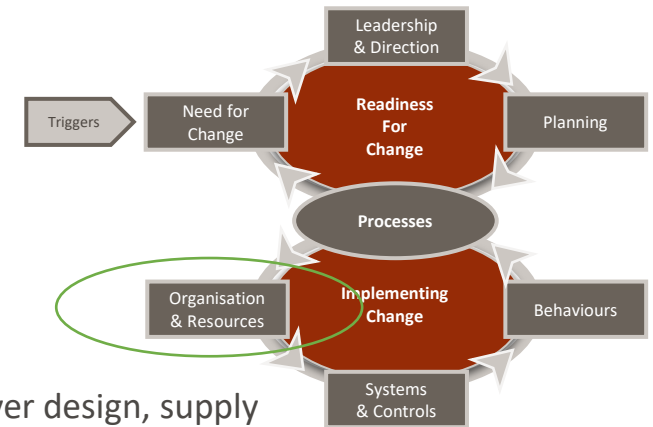 Leadership
& Direction
Triggers
Need for
Change
Readiness
For
Change
Planning
Processes
Organisation
& Resources
Implementing
Change
Behaviours
Systems
& Controls
design, supply